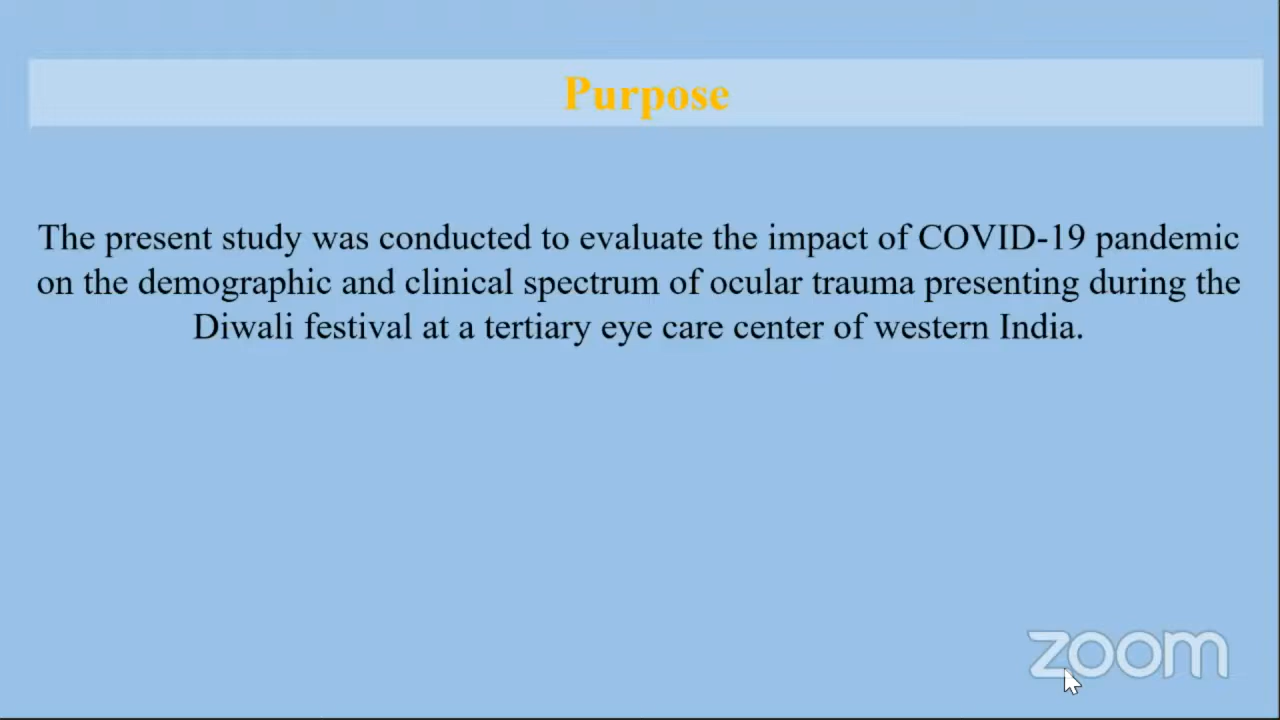 Purpose
The present study was conducted to evaluate the impact of COVID-19 pandemic
on the demographic and clinical spectrum of ocular trauma presenting during the
Diwali festival at a tertiary eye care center of western India.
zoom